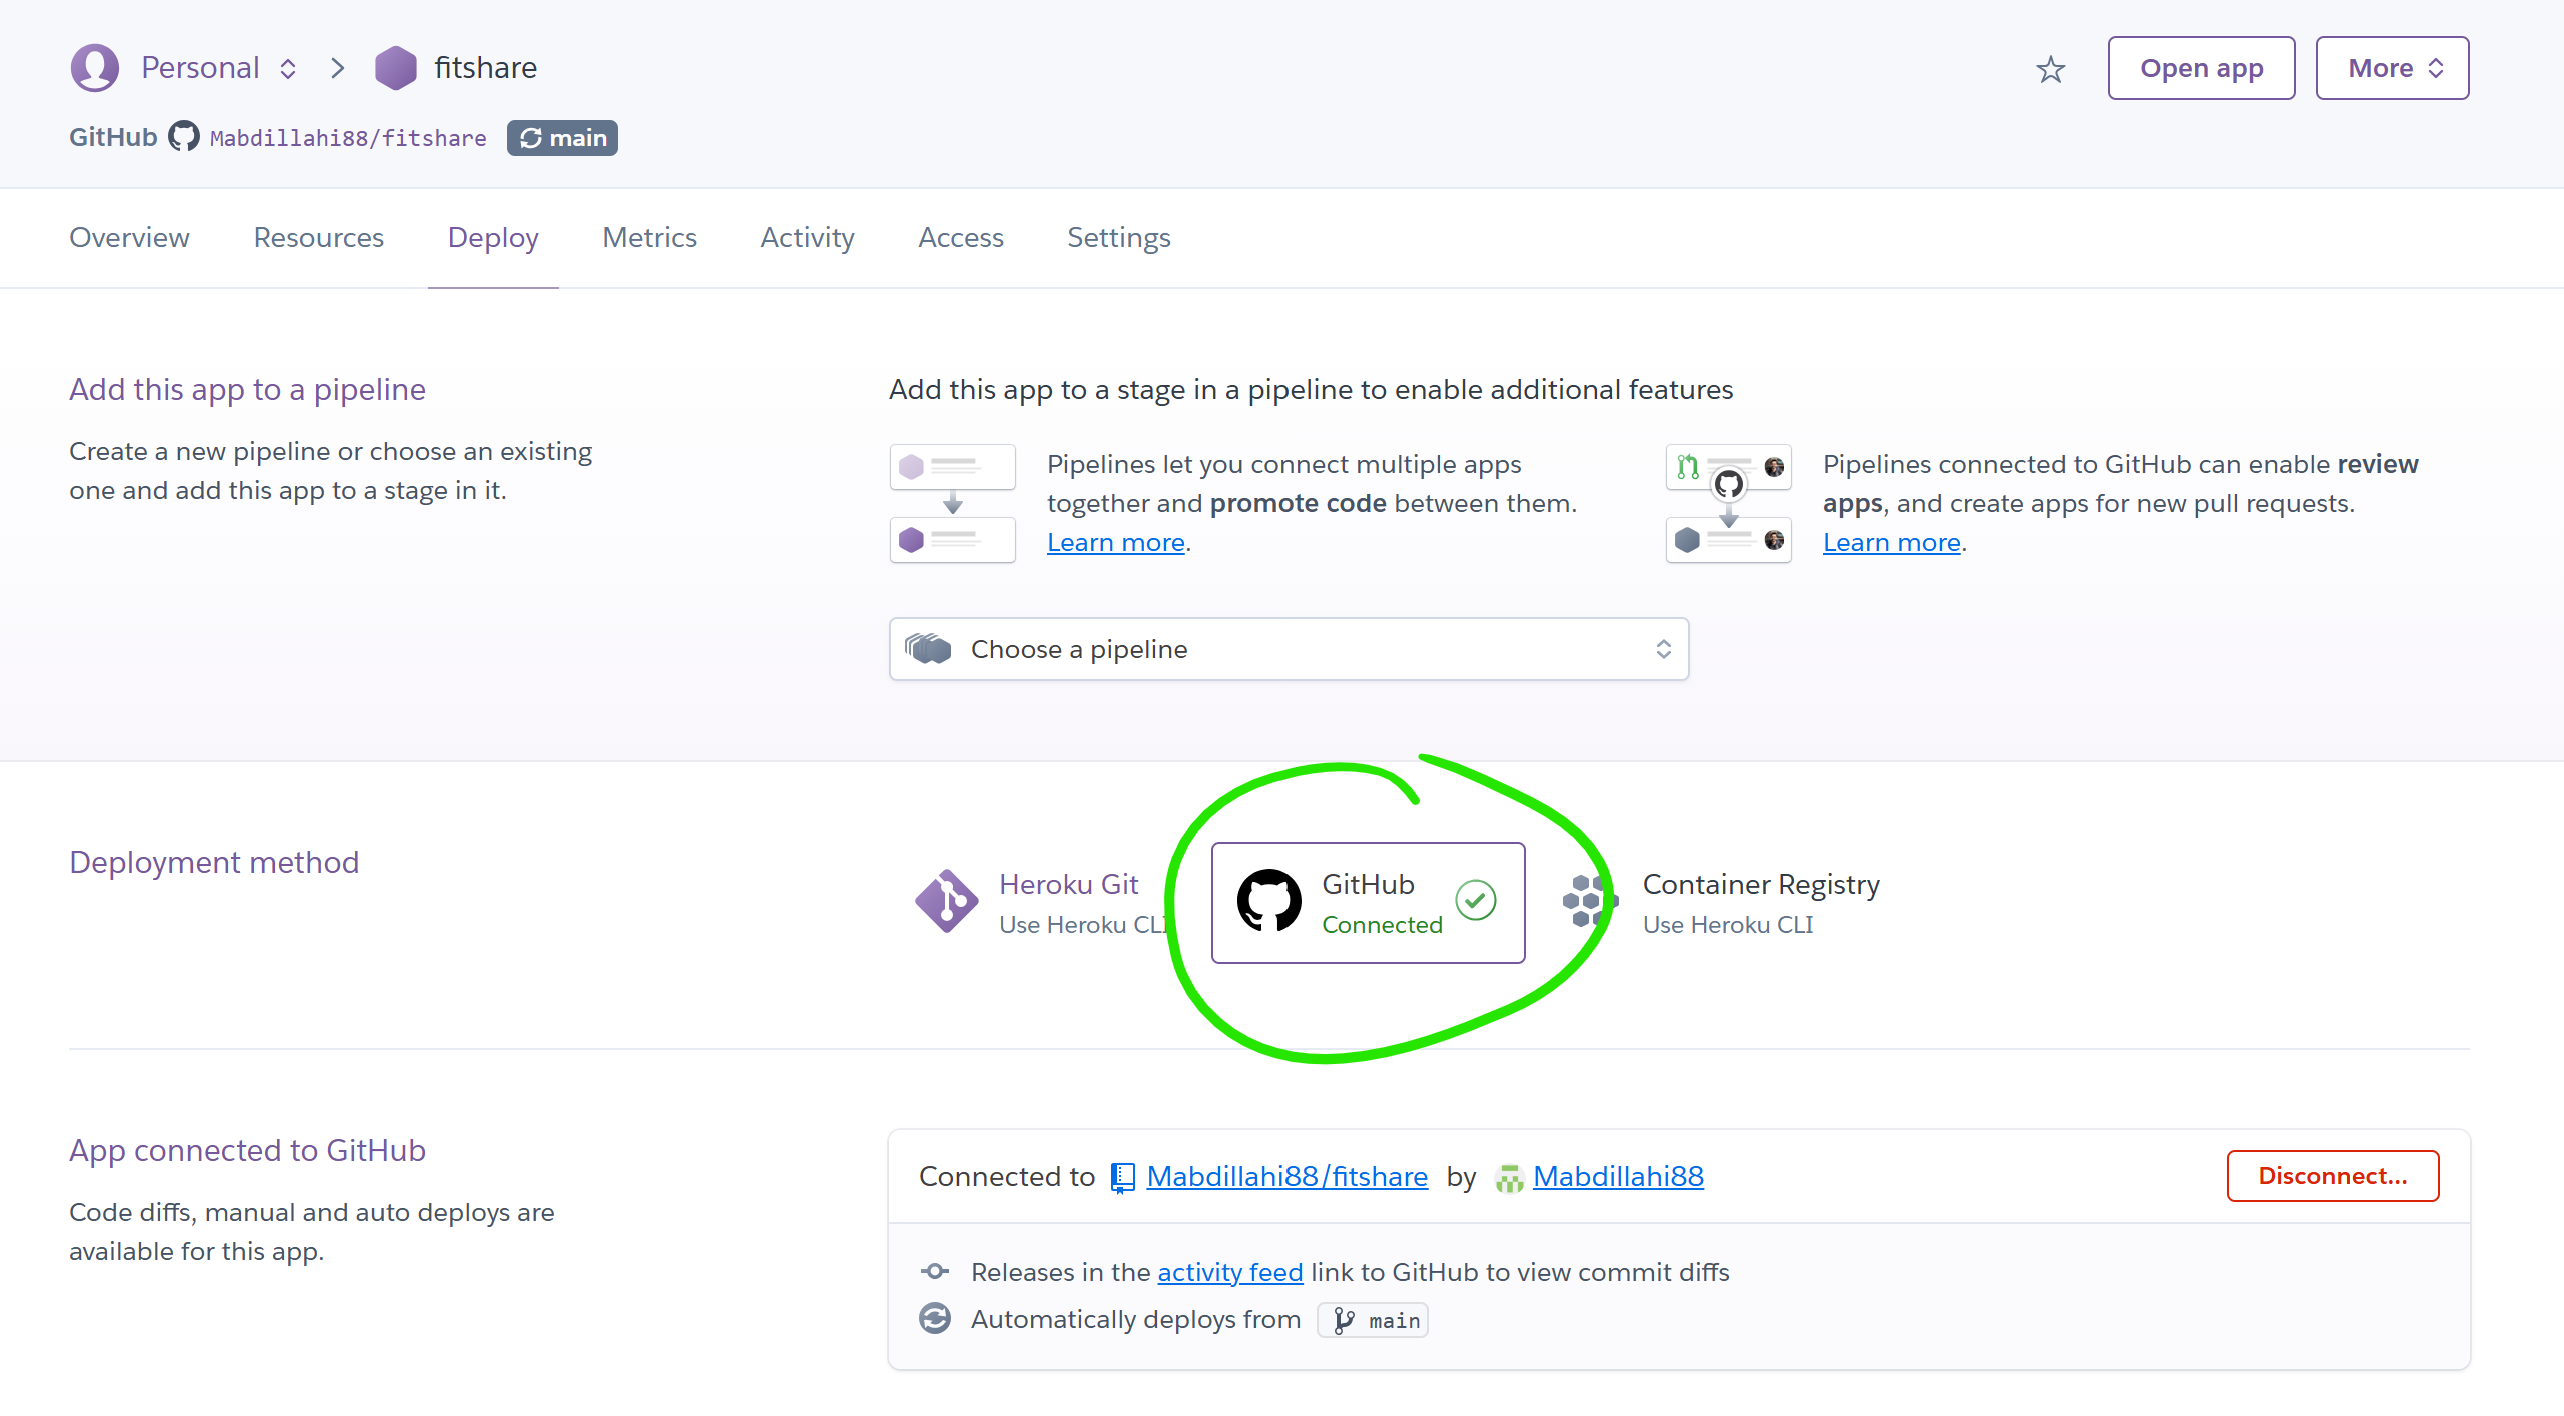 Personal fitshare Open app More
GitHub Mabdillahi88/fitshare main
Overview Resources Deploy Metrics Activity Access Settings
Add this app to a pipeline
Create a new pipeline or choose an existing
one and add this app to a stage in it.
Add this app to a stage in a pipeline to enable additional features
Pipelines let you connect multiple apps
together and promote code between them.
Learn more.
Pipelines connected to GitHub can enable review
apps, and create apps for new pull requests.
Learn more.
Choose a pipeline
Deployment method
Heroku Git
Use Heroku CLI
GitHub
Connected
Container Registry
Use Heroku CLI
App connected to GitHub
Code diffs, manual and auto deploys are
available for this app.
Connected to Mabdillahi88/fitshare by Mabdillahi88 Disconnect...
Releases in the activity feed link to GitHub to view commit diffs
Automatically deploys from main